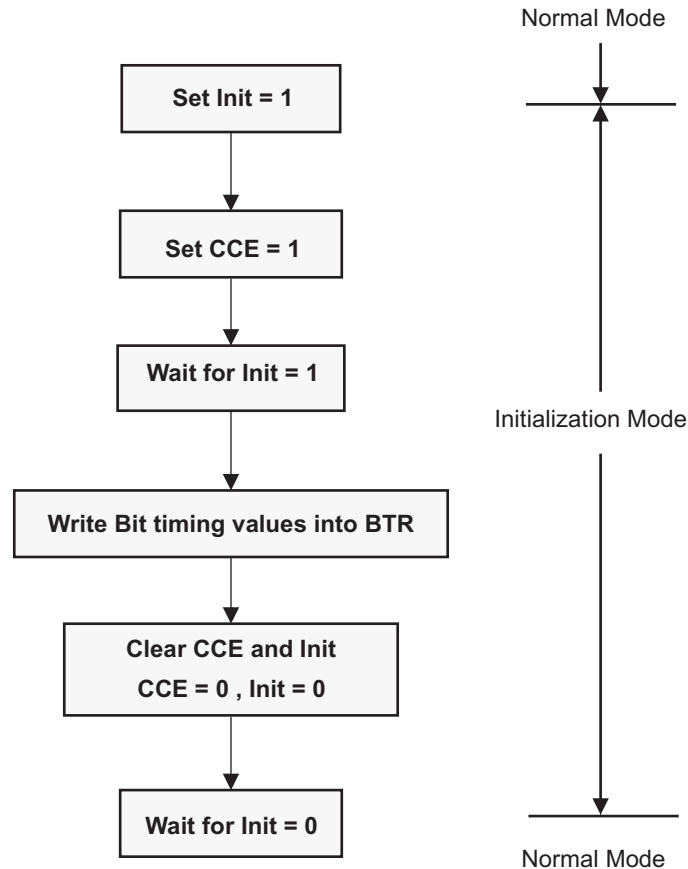 Normal Mode
Set Init = 1
Set CCE = 1
Wait for Init = 1
Initialization Mode
Write Bit timing values into BTR
Clear CCE and Init
CCE = 0 , Init = 0
Wait for Init = 0
Normal Mode